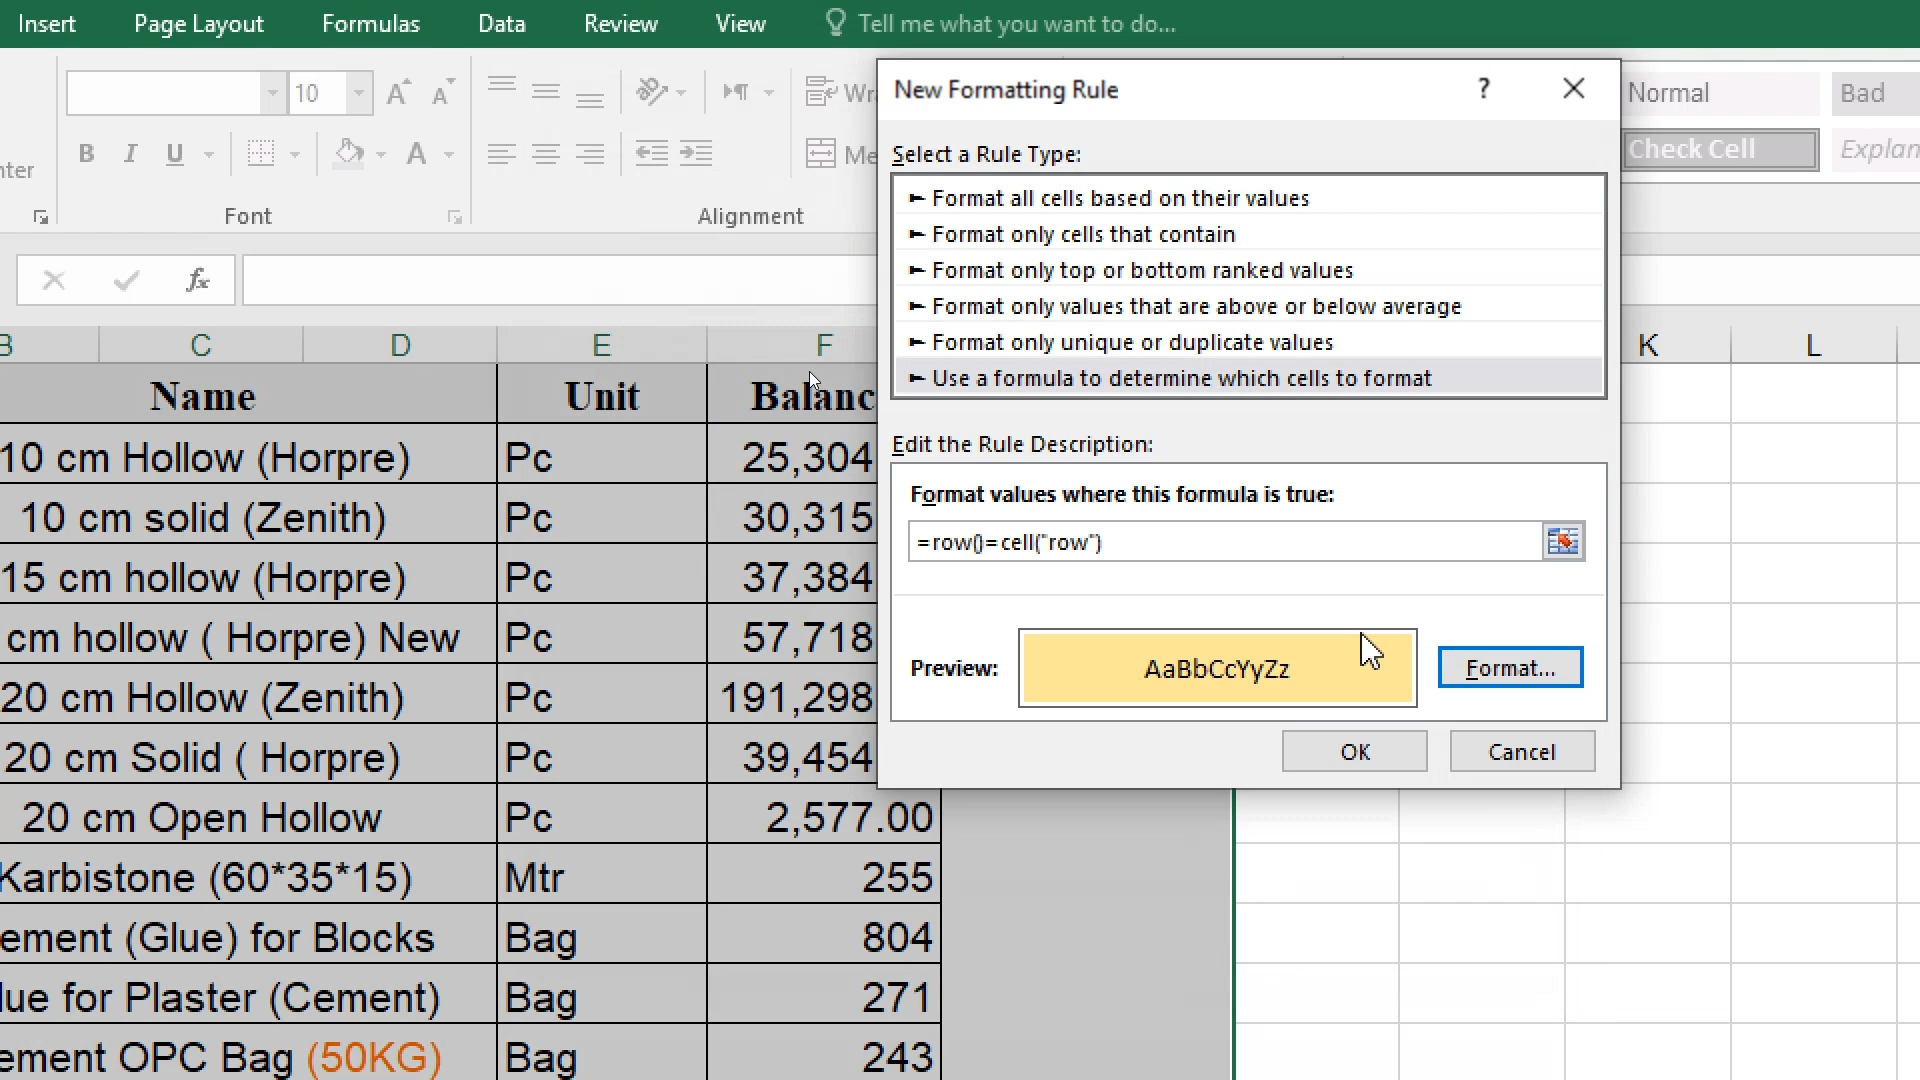 Insert Page Layout Formulas Data Review View Tell me what you want to do...
10 A A Wra Normal Bad
nter B I U A Me Check Cell Explan
Font Alignment
fx
B C D E F K L
Name Unit Balanc
10 cm Hollow (Horpre) Pc 25,304
10 cm solid (Zenith) Pc 30,315
15 cm hollow (Horpre) Pc 37,384
cm hollow ( Horpre) New Pc 57,718
20 cm Hollow (Zenith) Pc 191,298
20 cm Solid ( Horpre) Pc 39,454
20 cm Open Hollow Pc 2,577.00
Karbistone (60*35*15) Mtr 255
ement (Glue) for Blocks Bag 804
lue for Plaster (Cement) Bag 271
ement OPC Bag (50KG) Bag 243
New Formatting Rule ?
Select a Rule Type:
► Format all cells based on their values
► Format only cells that contain
► Format only top or bottom ranked values
► Format only values that are above or below average
► Format only unique or duplicate values
► Use a formula to determine which cells to format
Edit the Rule Description:
Format values where this formula is true:
=row()=cell("row")
Preview: AaBbCcYyZz Format...
OK Cancel